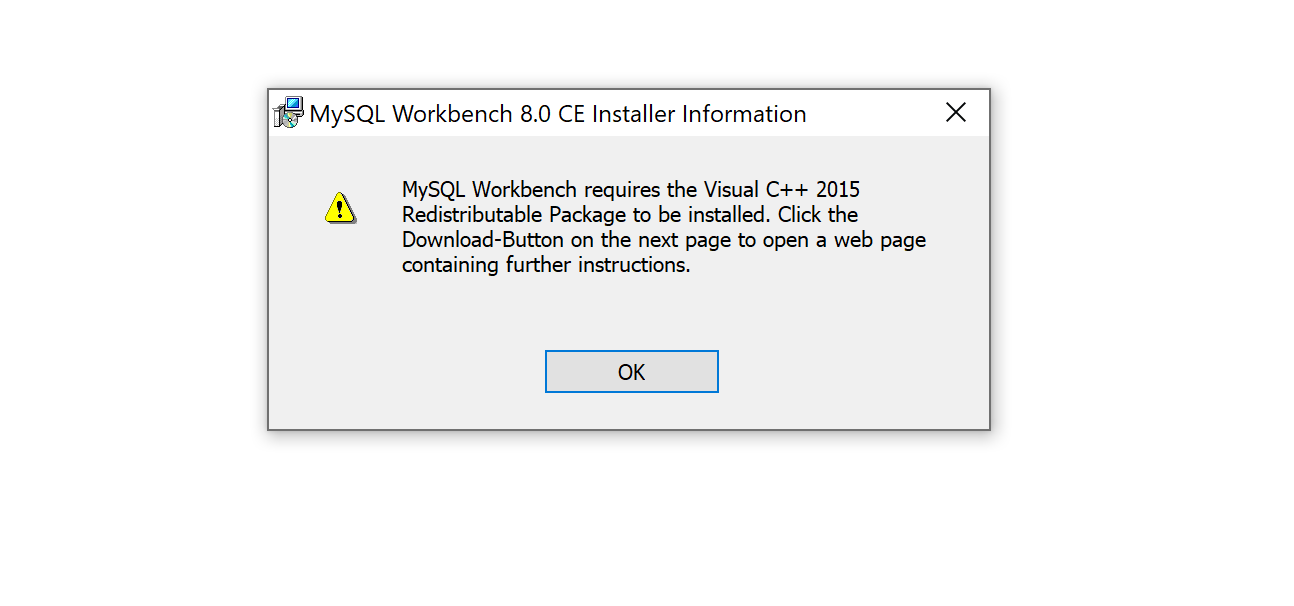 MySQL Workbench 8.0 CE Installer Information
MySQL Workbench requires the Visual C++ 2015
Redistributable Package to be installed. Click the
Download-Button on the next page to open a web page
containing further instructions.
OK